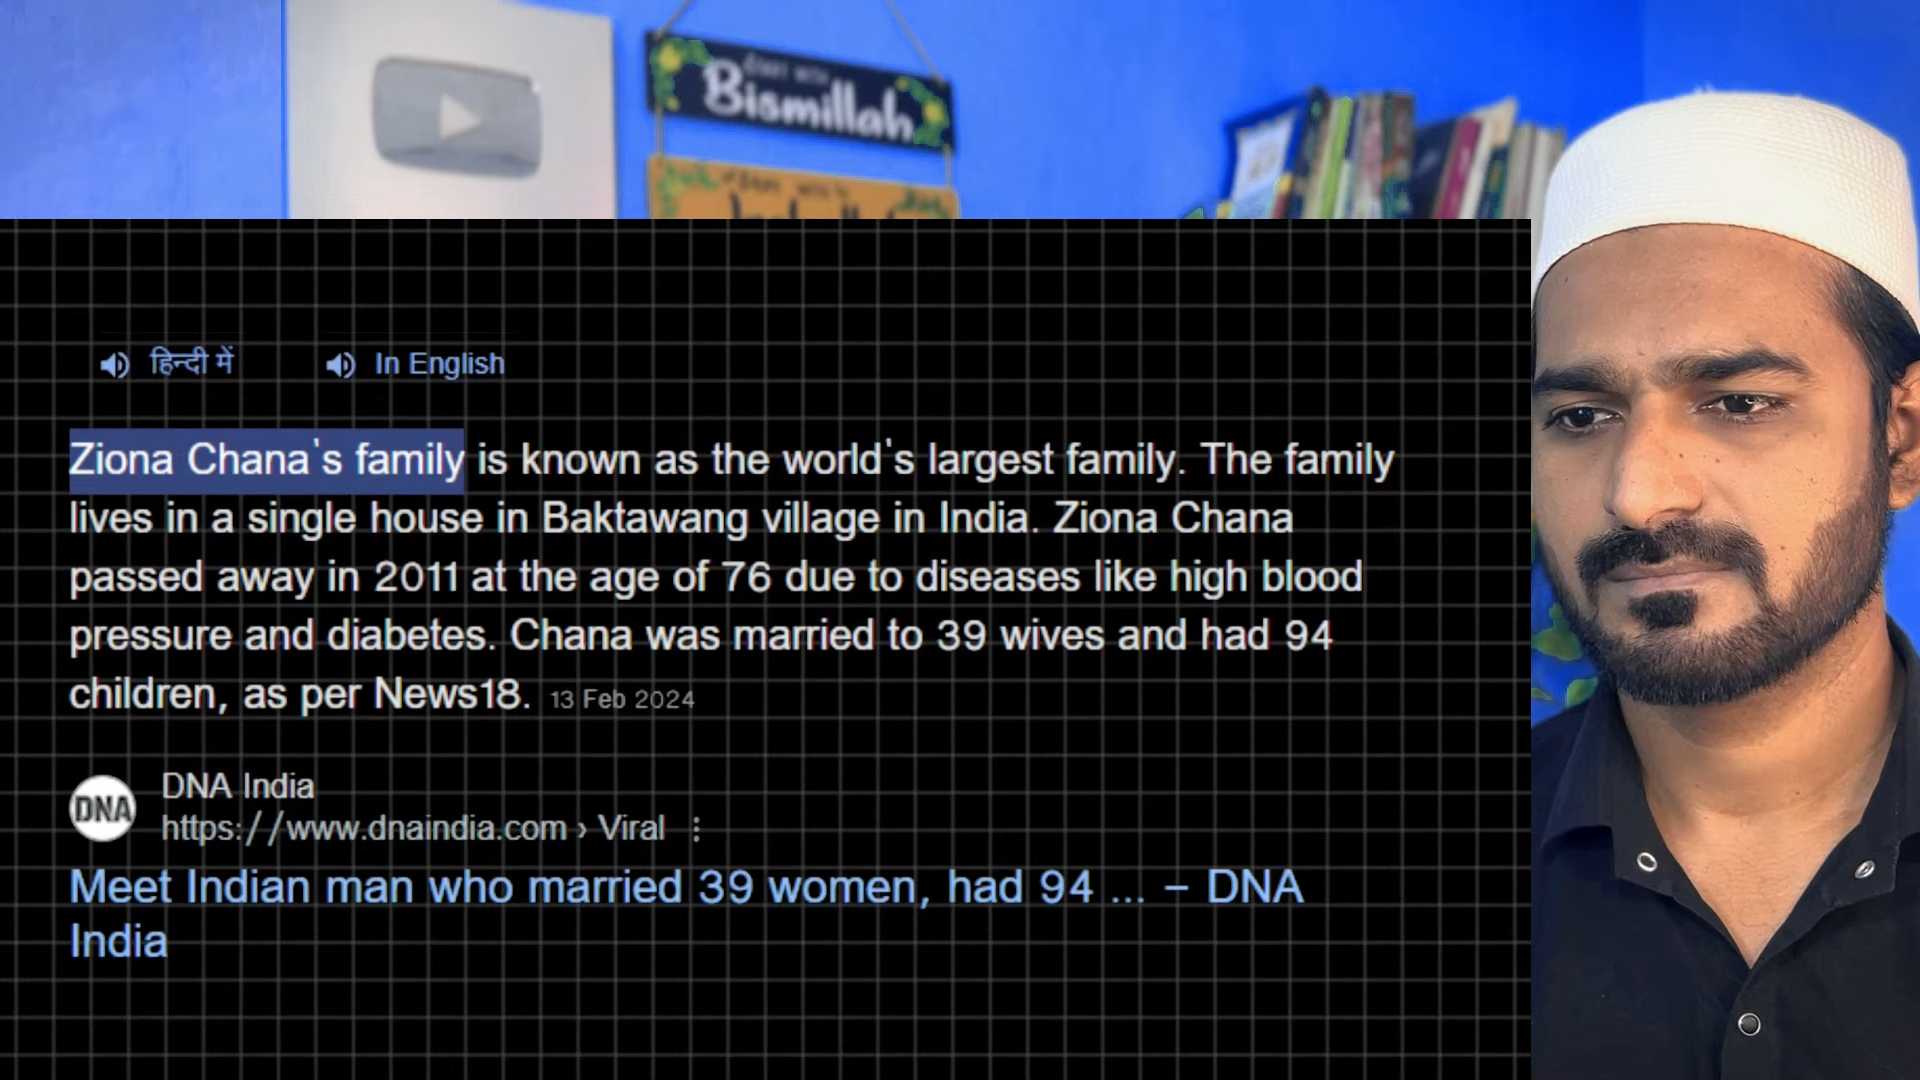 START WITH
Bismillah
हिन्दी में
In English
Ziona Chana's family is known as the world's largest family. The family
lives in a single house in Baktawang village in India. Ziona Chana
passed away in 2011 at the age of 76 due to diseases like high blood
pressure and diabetes. Chana was married to 39 wives and had 94
children, as per News18. 13 Feb 2024
DNA
DNA India
https://www.dnaindia.com › Viral
Meet Indian man who married 39 women, had 94 ... – DNA
India